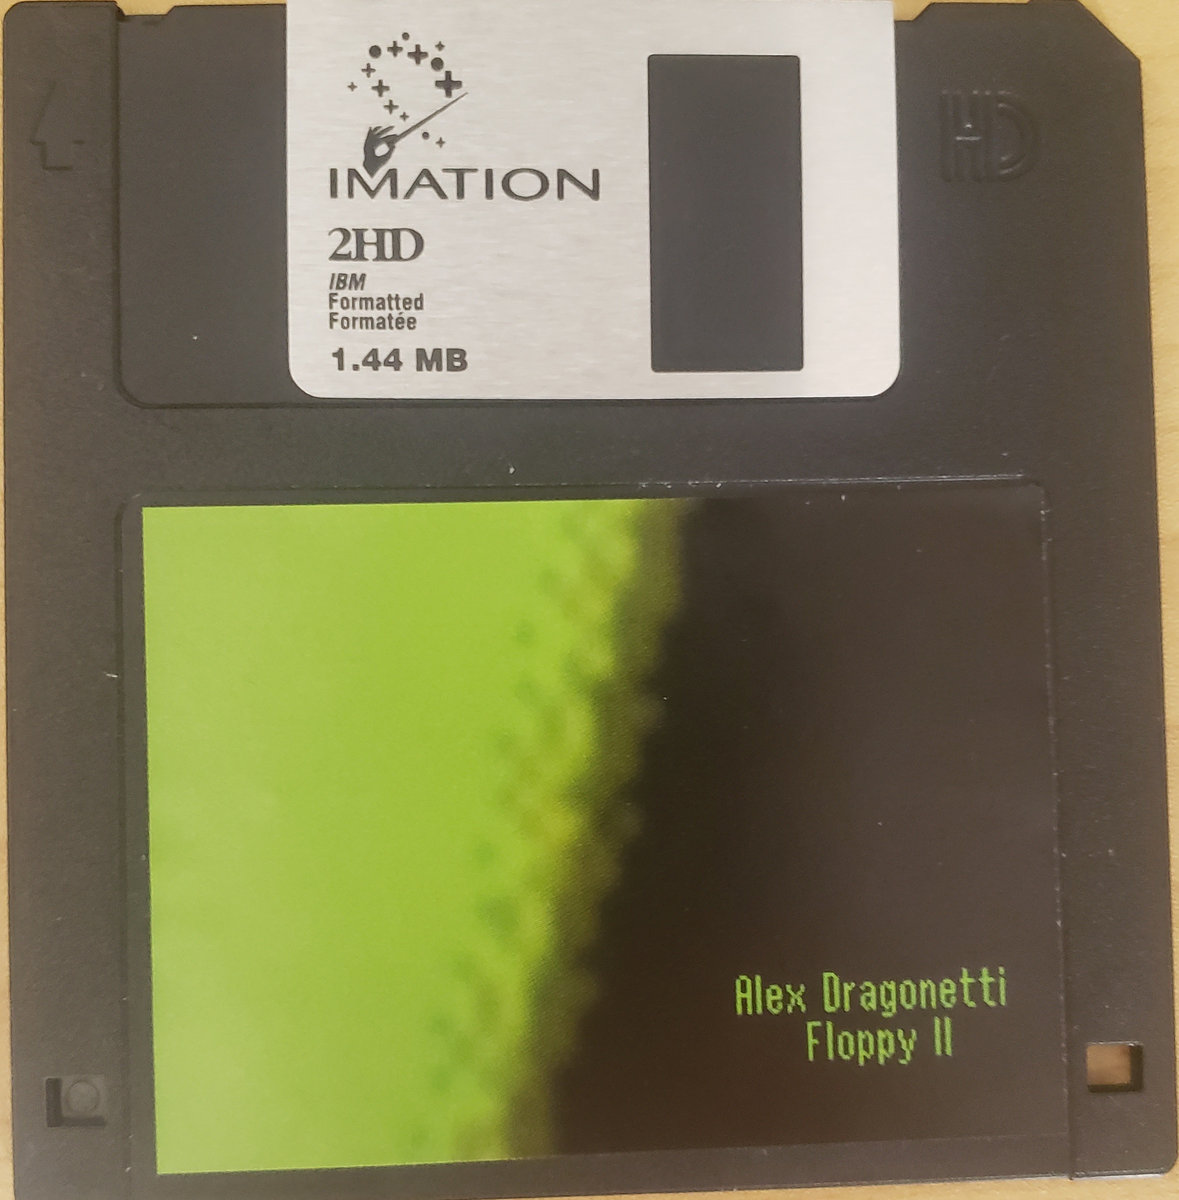 HD
IMATION
2HD
IBM
Formatted
Formatée
1.44 MB
Alex Dragonetti
Floppy II